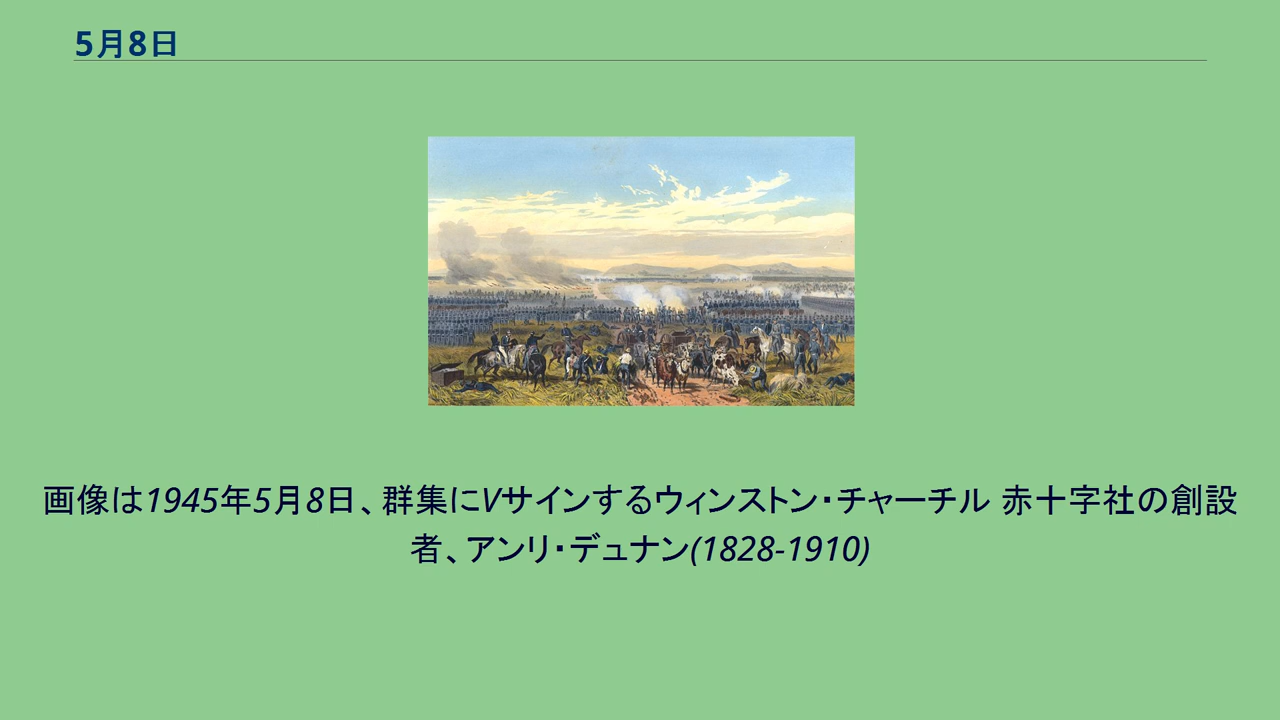 5月8日
画像は1945年5月8日、群集にVサインするウィンストン・チャーチル 赤十字社の創設
者、アンリ・デュナン(1828-1910)